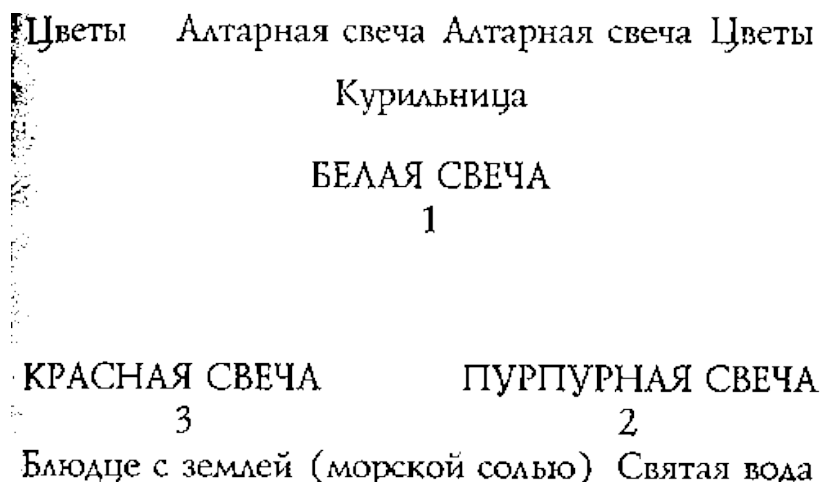 Цветы Алтарная свеча Алтарная свеча Цветы
Курильница
БЕЛАЯ СВЕЧА
1
КРАСНАЯ СВЕЧА ПУРПУРНАЯ СВЕЧА
3 2
Блюдце с землей (морской солью) Святая вода